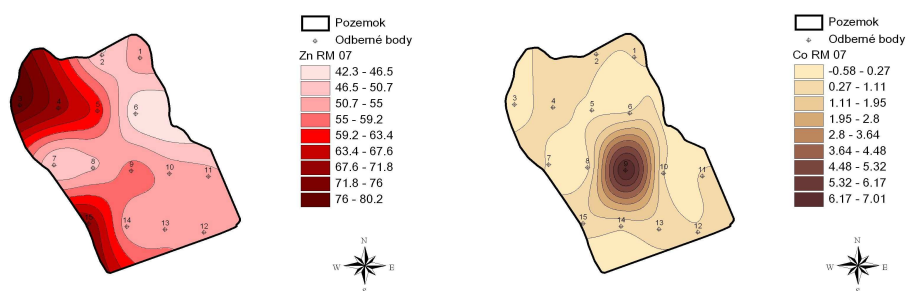 Pozemok
Odberné body
Zn RM 07
42.3 - 46.5
46.5 - 50.7
50.7 - 55
55 - 59.2
59.2 - 63.4
63.4 - 67.6
67.6 - 71.8
71.8 - 76
76 - 80.2
1
2
3
4
5
6
7
8
9
10
11
15
14
13
12
N
W E
S
Pozemok
Odberné body
Co RM 07
-0.58 - 0.27
0.27 - 1.11
1.11 - 1.95
1.95 - 2.8
2.8 - 3.64
3.64 - 4.48
4.48 - 5.32
5.32 - 6.17
6.17 - 7.01
1
2
3
4
5
6
7
8
9
10
11
15
14
13
12
N
W E
S